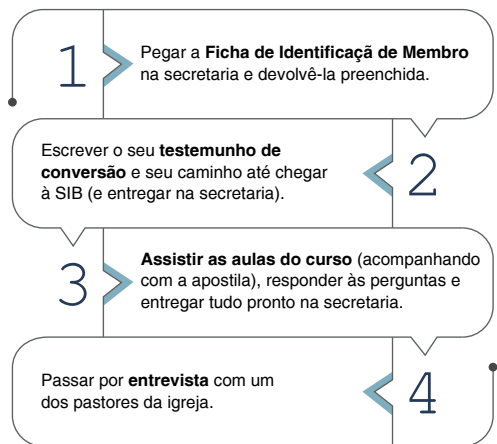 1
Pegar a Ficha de Identificaçã de Membro
na secretaria e devolvê-la preenchida.
Escrever o seu testemunho de
conversão e seu caminho até chegar
à SIB (e entregar na secretaria).
2
3
Assistir as aulas do curso (acompanhando
com a apostila), responder às perguntas e
entregar tudo pronto na secretaria.
Passar por entrevista com um
dos pastores da igreja.
4